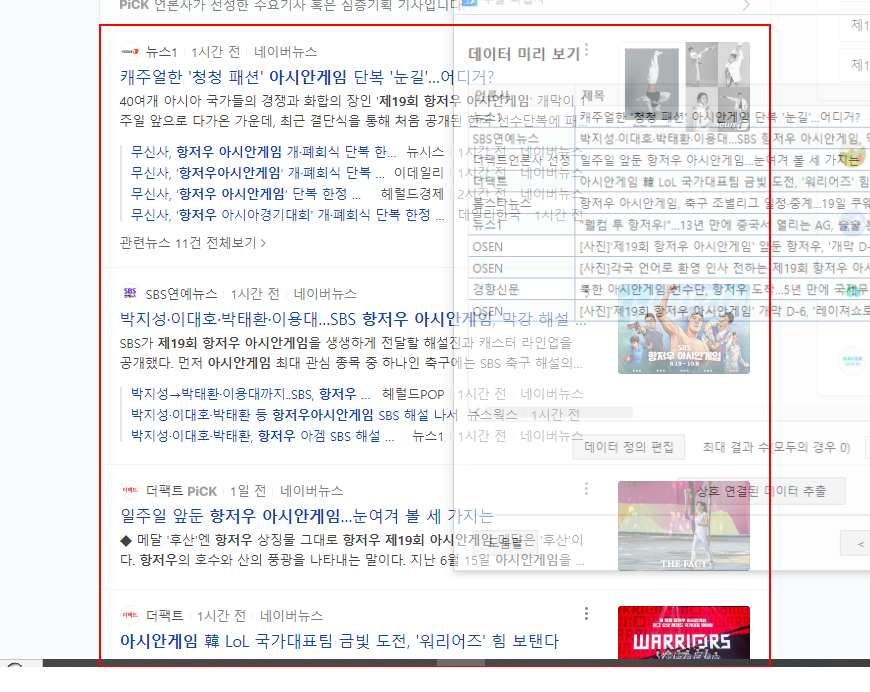 PiCK 언론사가 선정한 주요기사 혹은 심층기획 기사입니다.
뉴스1 1시간 전 네이버뉴스
캐주얼한 '청청 패션' 아시안게임 단복 '눈길'...어디거?
40여개 아시아 국가들의 경쟁과 화합의 장인 '제19회 항저우 아시안게임' 개막이 1
주일 앞으로 다가온 가운데, 최근 결단식을 통해 처음 공개된 한국 선수단복에 패
무신사, 항저우 아시안게임 개·폐회식 단복 한... 뉴시스 1시간 전 네이버뉴스
무신사, '항저우아시안게임' 개·폐회식 단복 ... 이데일리 1시간 전 네이버뉴스
무신사, '항저우 아시안게임' 단복 한정 ... 헤럴드경제 2시간 전 네이버뉴스
무신사, '항저우 아시아경기대회' 개·폐회식 단복 한정 ... 데일리한국 1시간 전
관련뉴스 11건 전체보기 >
SBS연예뉴스 1시간 전 네이버뉴스
박지성·이대호·박태환·이용대...SBS 항저우 아시안게임, 막강 해설 ...
SBS가 제19회 항저우 아시안게임을 생생하게 전달할 해설진과 캐스터 라인업을
공개했다. 먼저 아시안게임 최대 관심 종목 중 하나인 축구에는 SBS 축구 해설의...
박지성→박태환·이용대까지..SBS, 항저우 ... 헤럴드POP 1시간 전 네이버뉴스
박지성·이대호·박태환 등 항저우아시안게임 SBS 해설 나서 뉴스웍스 1시간 전
박지성·이대호·박태환, 항저우 아겜 SBS 해설 ... 뉴스1 1시간 전 네이버뉴스
더팩트 PiCK 1일 전 네이버뉴스
일주일 앞둔 항저우 아시안게임...눈여겨 볼 세 가지는
◆ 메달 '후산'엔 항저우 상징물 그대로 항저우 제19회 아시안게임 메달은 '후산'이
다. 항저우의 호수와 산의 풍광을 나타내는 말이다. 지난 6월 15일 아시안게임을 ...
더팩트 1시간 전 네이버뉴스
아시안게임 韓 LoL 국가대표팀 금빛 도전, '워리어즈' 힘 보탠다
데이터 미리 보기
언론사 제목
뉴스1 캐주얼한 '청청 패션' 아시안게임 단복 '눈길'...어디거?
SBS연예뉴스 박지성·이대호·박태환·이용대...SBS 항저우 아시안게임, 막
더팩트언론사 선정 일주일 앞둔 항저우 아시안게임...눈여겨 볼 세 가지는
더팩트 아시안게임 韓 LoL 국가대표팀 금빛 도전, '워리어즈' 힘
볼스타뉴스 항저우 아시안게임, 축구 조별리그 일정·중계...19일 쿠웨
뉴스1 "웰컴 투 항저우!"...13년 만에 중국서 열리는 AG, 슬슬 분
OSEN [사진]'제19회 항저우 아시안게임' 앞둔 항저우, '개막 D-
OSEN [사진]각국 언어로 환영 인사 전하는 제19회 항저우 아시
경향신문 북한 아시안게임 선수단, 항저우 도착...5년 만에 국제무
OSEN [사진]'제19회 항저우 아시안게임' 개막 D-6, '레이저쇼로
SBS
항저우 아시안게임
9.19-10.8
데이터 정의 편집 최대 결과 수(모두의 경우 0)
상호 연결된 데이터 추출
도움말
<
제1
제1
THE FACT
WARRIORS